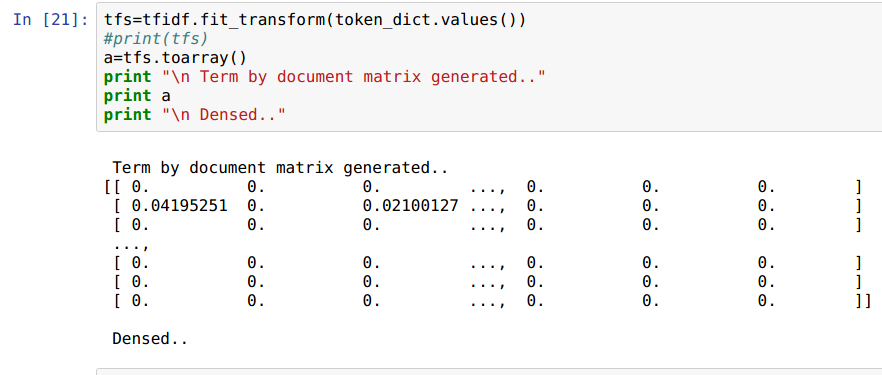 In [21]: tfs=tfidf.fit_transform(token_dict.values())
#print(tfs)
a=tfs.toarray()
print "\n Term by document matrix generated.."
print a
print "\n Densed.."
Term by document matrix generated..
[[ 0. 0. 0. ..., 0. 0. 0. ]
[ 0.04195251 0. 0.02100127 ..., 0. 0. 0. ]
[ 0. 0. 0. ..., 0. 0. 0. ]
...,
[ 0. 0. 0. ..., 0. 0. 0. ]
[ 0. 0. 0. ..., 0. 0. 0. ]
[ 0. 0. 0. ..., 0. 0. 0. ]]
Densed..